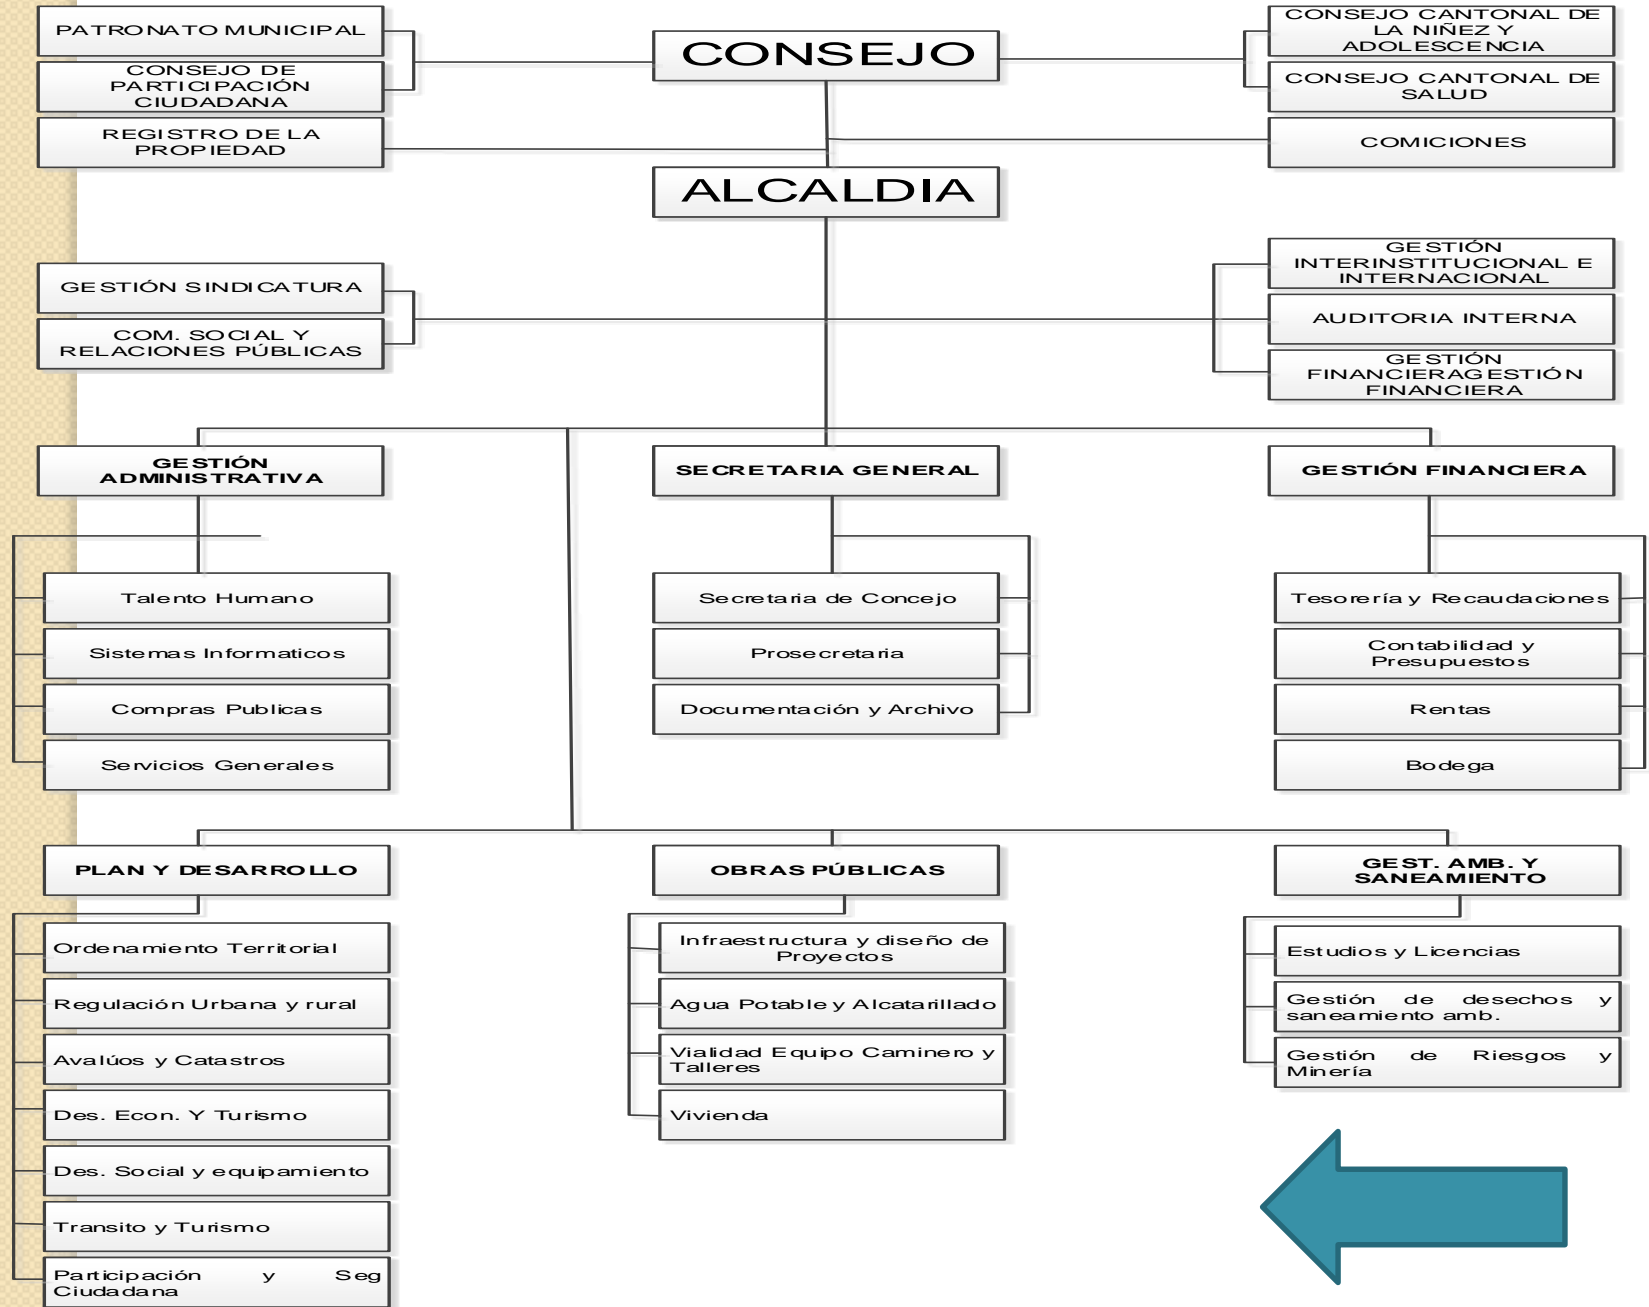 PATRONATO MUNICIPAL
CONSEJO DE
PARTICIPACIÓN
CIUDADANA
REGISTRO DE LA
PROPIEDAD
CONSEJO
CONSEJO CANTONAL DE
LA NIÑEZ Y
ADOLESCENCIA
CONSEJO CANTONAL DE
SALUD
COMICIONES
ALCALDIA
GESTIÓN SINDICATURA
COM. SOCIAL Y
RELACIONES PÚBLICAS
GESTIÓN
INTERINSTITUCIONAL E
INTERNACIONAL
AUDITORIA INTERNA
GESTIÓN
FINANCIERAGESTIÓN
FINANCIERA
GESTIÓN
ADMINISTRATIVA
SECRETARIA GENERAL
GESTIÓN FINANCIERA
Talento Humano
Sistemas Informaticos
Compras Publicas
Servicios Generales
Secretaria de Concejo
Prosecretaria
Documentación y Archivo
Tesorería y Recaudaciones
Contabilidad y
Presupuestos
Rentas
Bodega
PLAN Y DESARROLLO
OBRAS PÚBLICAS
GEST. AMB. Y
SANEAMIENTO
Ordenamiento Territorial
Regulación Urbana y rural
Avalúos y Catastros
Des. Econ. Y Turismo
Des. Social y equipamiento
Transito y Turismo
Participación y Seg
Ciudadana
Infraestructura y diseño de
Proyectos
Agua Potable y Alcatarillado
Vialidad Equipo Caminero y
Talleres
Vivienda
Estudios y Licencias
Gestión de desechos y
saneamiento amb.
Gestión de Riesgos y
Minería